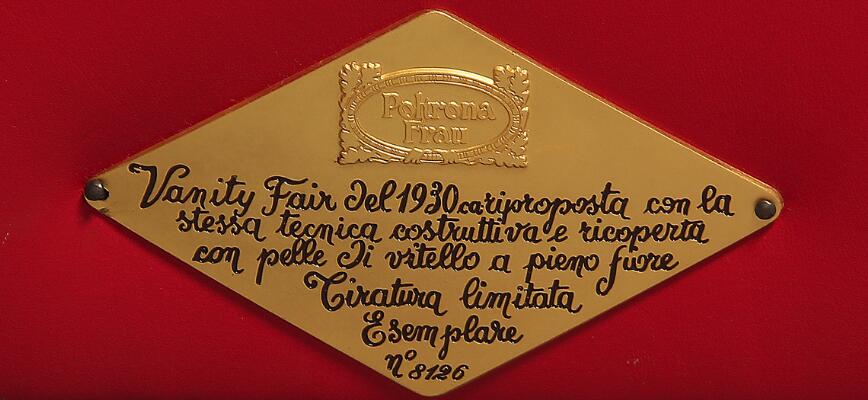 Poltrona
Frau
Vanity Fair del 1930 ca. riproposta con la
stessa tecnica costruttiva e ricoperta
con pelle di vitello a pieno fiore
Tiratura limitata
Esemplare
n° 8126